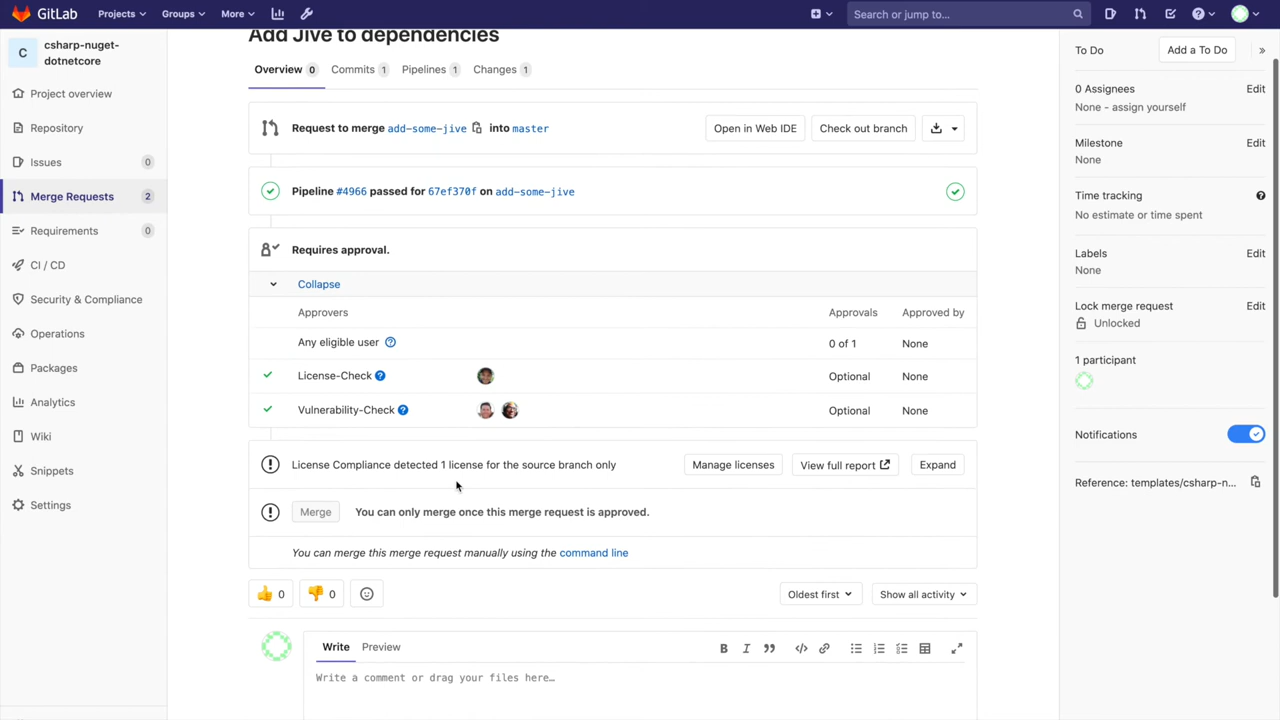 GitLab Projects Groups More Search or jump to...
C csharp-nuget-dotnetcore
Project overview
Repository
Issues 0
Merge Requests 2
Requirements 0
CI / CD
Security & Compliance
Operations
Packages
Analytics
Wiki
Snippets
Settings
Add Jive to dependencies
Overview 0 Commits 1 Pipelines 1 Changes 1
Request to merge add-some-jive into master Open in Web IDE Check out branch
Pipeline #4966 passed for 67ef370f on add-some-jive
Requires approval.
Collapse
Approvers Approvals Approved by
Any eligible user 0 of 1 None
License-Check Optional None
Vulnerability-Check Optional None
License Compliance detected 1 license for the source branch only Manage licenses View full report Expand
Merge You can only merge once this merge request is approved.
You can merge this merge request manually using the command line
0 0 Oldest first Show all activity
Write Preview B I
Write a comment or drag your files here…
To Do Add a To Do
0 Assignees Edit
None - assign yourself
Milestone Edit
None
Time tracking
No estimate or time spent
Labels Edit
None
Lock merge request Edit
Unlocked
1 participant
Notifications
Reference: templates/csharp-n...